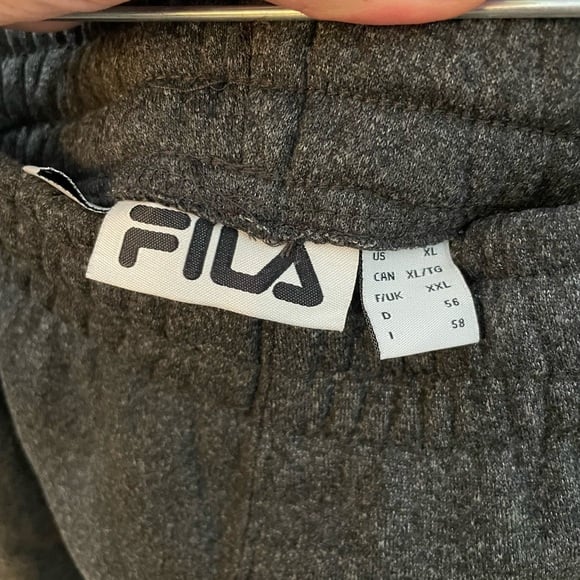 FILA
US XL
CAN XL/TG
F/UK XXL
D 56
I 58